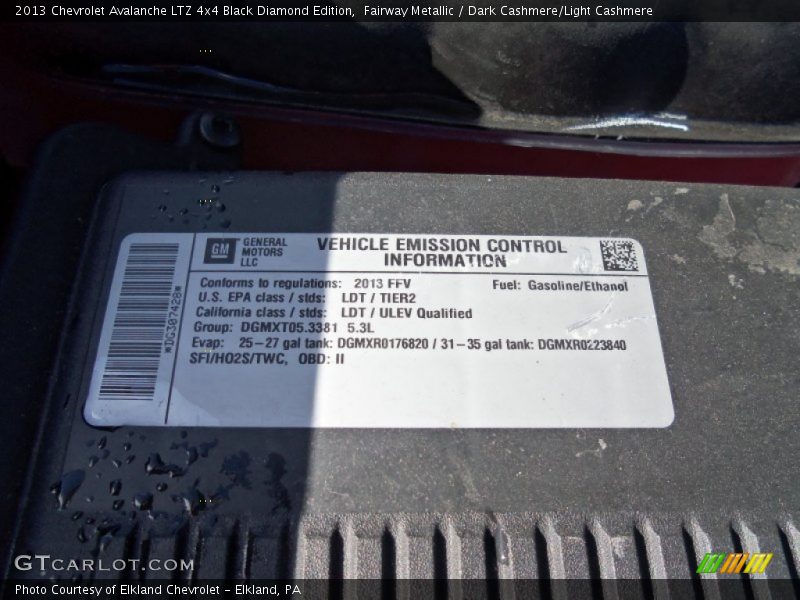 2013 Chevrolet Avalanche LTZ 4x4 Black Diamond Edition, Fairway Metallic / Dark Cashmere/Light Cashmere
GM GENERAL MOTORS LLC
VEHICLE EMISSION CONTROL
INFORMATION
Conforms to regulations: 2013 FFV Fuel: Gasoline/Ethanol
U.S. EPA class / stds: LDT / TIER2
California class / stds: LDT / ULEV Qualified
Group: DGMXT05.3381 5.3L
Evap: 25-27 gal tank: DGMXR0176820 / 31-35 gal tank: DGMXR0223840
SFI/HO2S/TWC, OBD: II
*DG307428*
GTCARLOT.COM
Photo Courtesy of Elkland Chevrolet - Elkland, PA